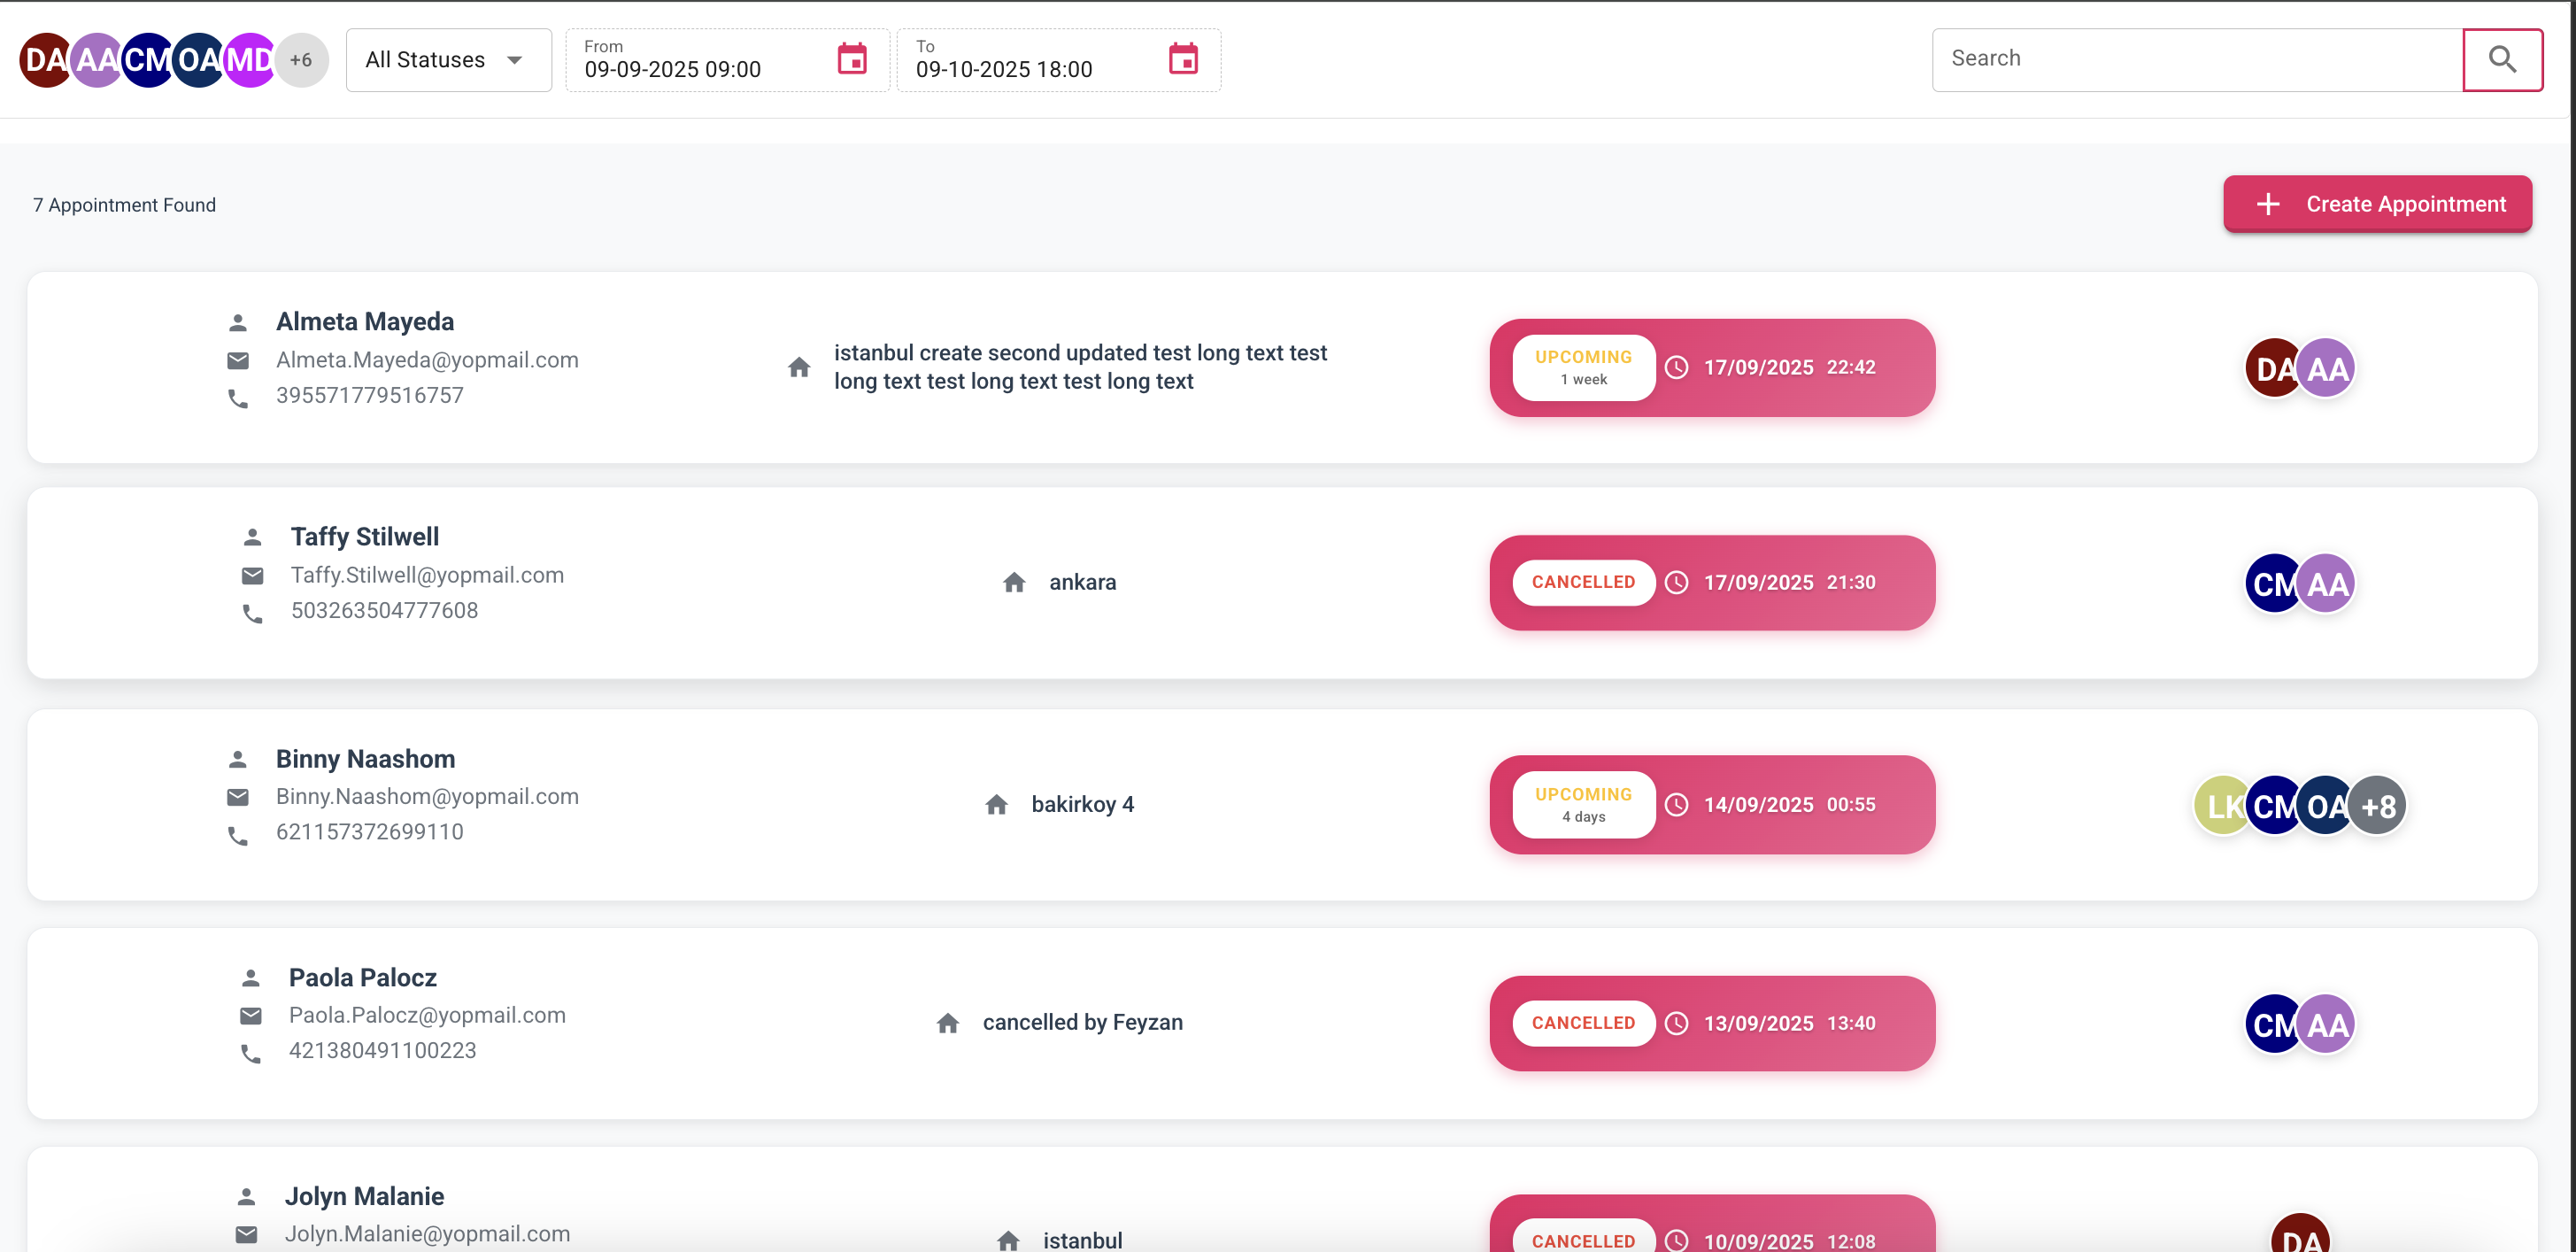 DA AA CM OA MD +6
All Statuses
From
09-09-2025 09:00
To
09-10-2025 18:00
Search
7 Appointment Found
Create Appointment
Almeta Mayeda
Almeta.Mayeda@yopmail.com
395571779516757
istanbul create second updated test long text test
long text test long text test long text
UPCOMING
1 week
17/09/2025 22:42
DA AA
Taffy Stilwell
Taffy.Stilwell@yopmail.com
503263504777608
ankara
CANCELLED
17/09/2025 21:30
CM AA
Binny Naashom
Binny.Naashom@yopmail.com
621157372699110
bakirkoy 4
UPCOMING
4 days
14/09/2025 00:55
LK CM OA +8
Paola Palocz
Paola.Palocz@yopmail.com
421380491100223
cancelled by Feyzan
CANCELLED
13/09/2025 13:40
CM AA
Jolyn Malanie
Jolyn.Malanie@yopmail.com
istanbul
CANCELLED
10/09/2025 12:08
DA